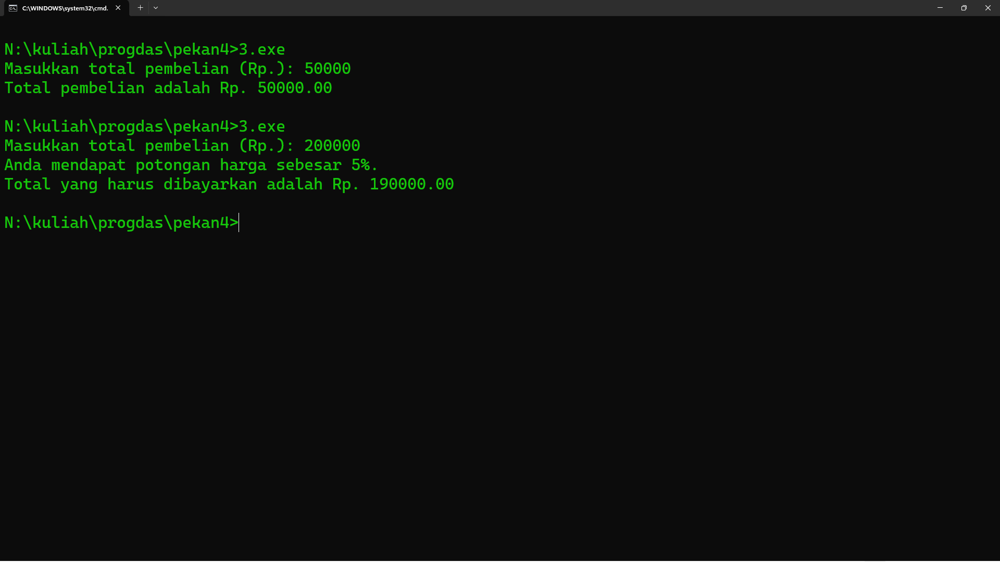 C:\WINDOWS\system32\cmd.
N:\kuliah\progdas\pekan4>3.exe
Masukkan total pembelian (Rp.): 50000
Total pembelian adalah Rp. 50000.00
N:\kuliah\progdas\pekan4>3.exe
Masukkan total pembelian (Rp.): 200000
Anda mendapat potongan harga sebesar 5%.
Total yang harus dibayarkan adalah Rp. 190000.00
N:\kuliah\progdas\pekan4>